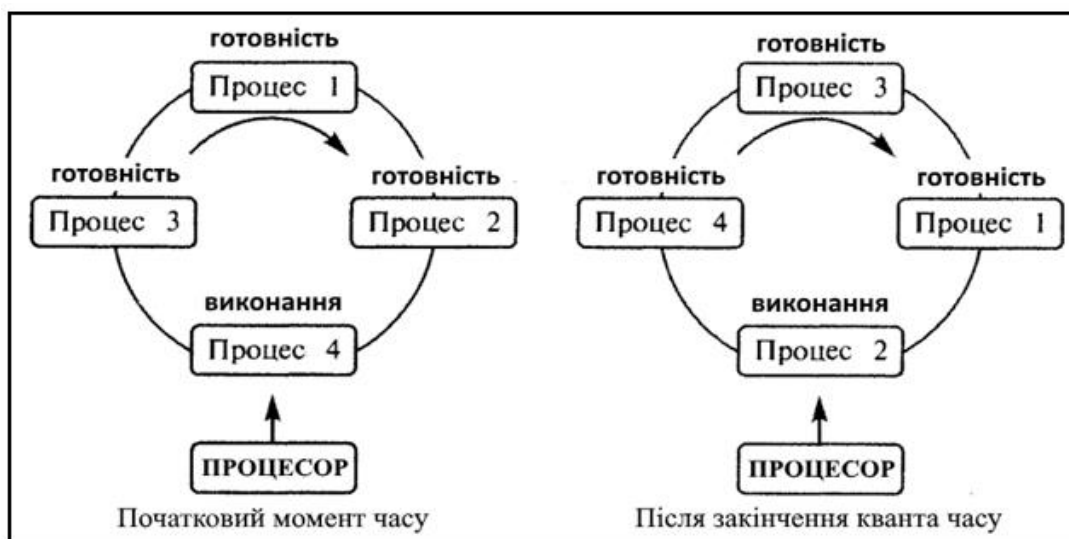 готовність
Процес 1
готовність
Процес 3
готовність
Процес 2
виконання
Процес 4
ПРОЦЕСОР
Початковий момент часу
готовність
Процес 3
готовність
Процес 4
готовність
Процес 1
виконання
Процес 2
ПРОЦЕСОР
Після закінчення кванта часу